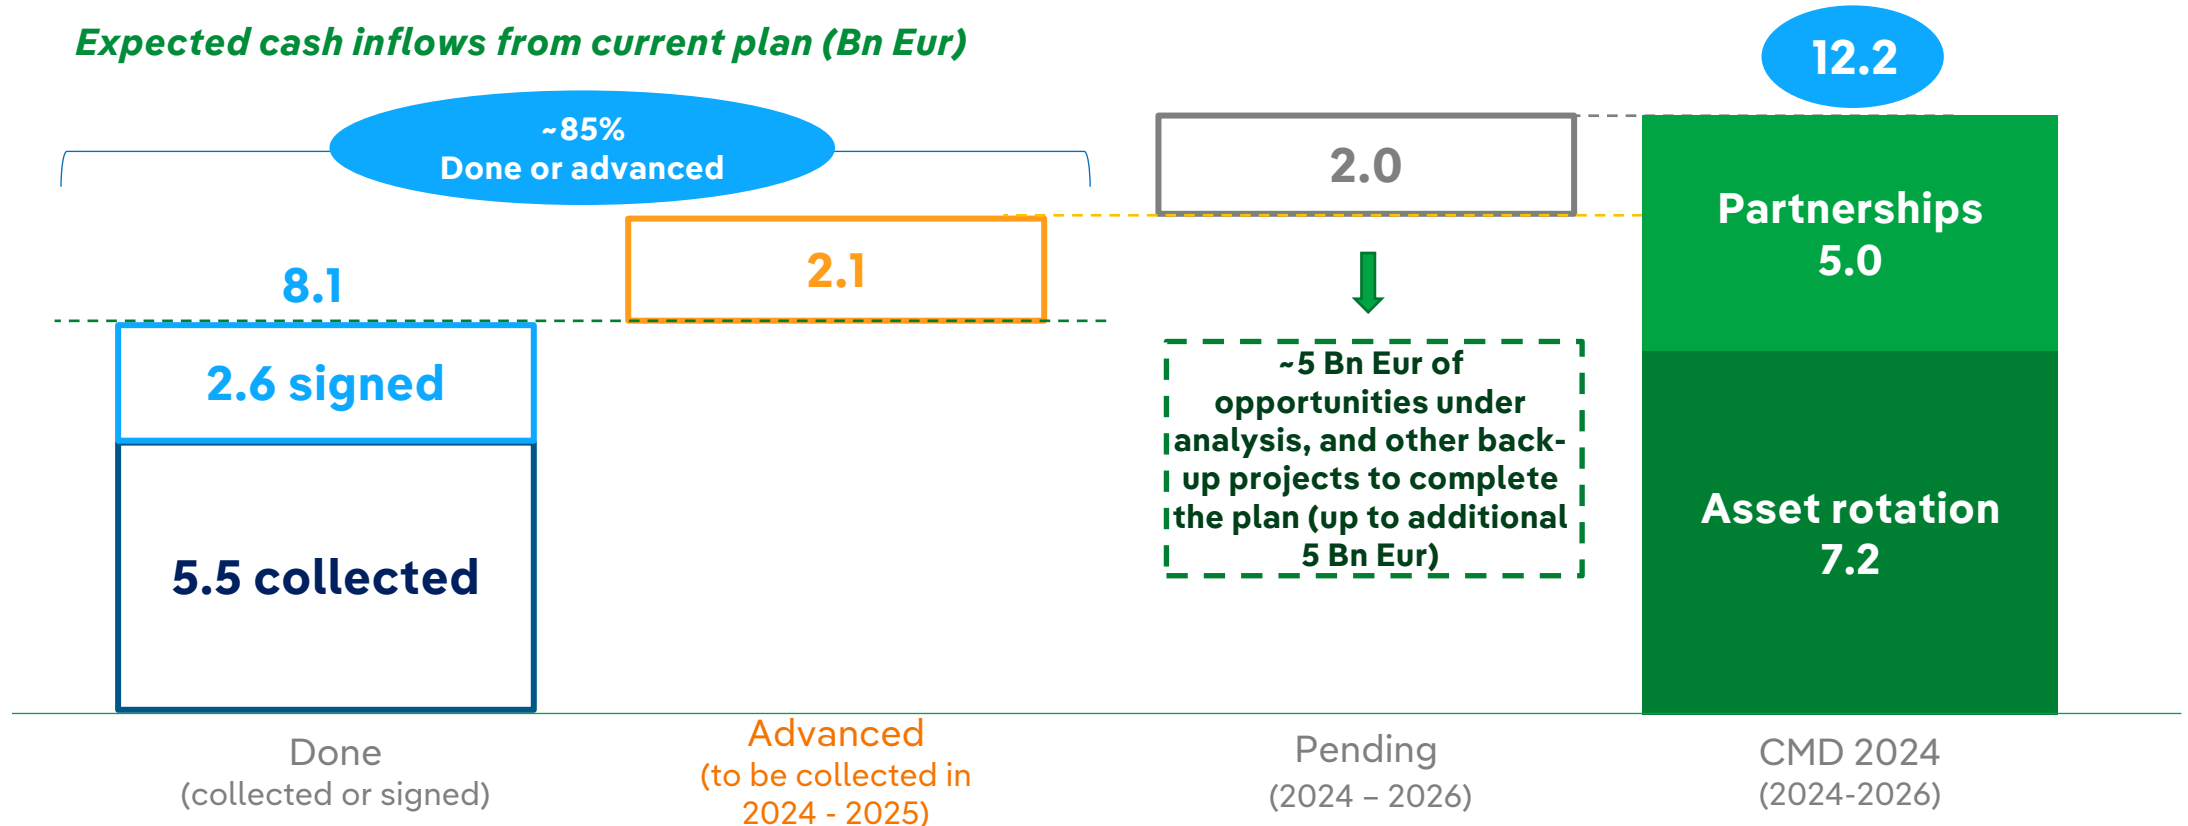 Expected cash inflows from current plan (Bn Eur)
12.2
~85%
Done or advanced
2.0
Partnerships
5.0
8.1
2.1
2.6 signed
~5 Bn Eur of
opportunities under
analysis, and other back-
up projects to complete
the plan (up to additional
5 Bn Eur)
5.5 collected
Asset rotation
7.2
Done
(collected or signed)
Advanced
(to be collected in
2024 - 2025)
Pending
(2024 – 2026)
CMD 2024
(2024-2026)